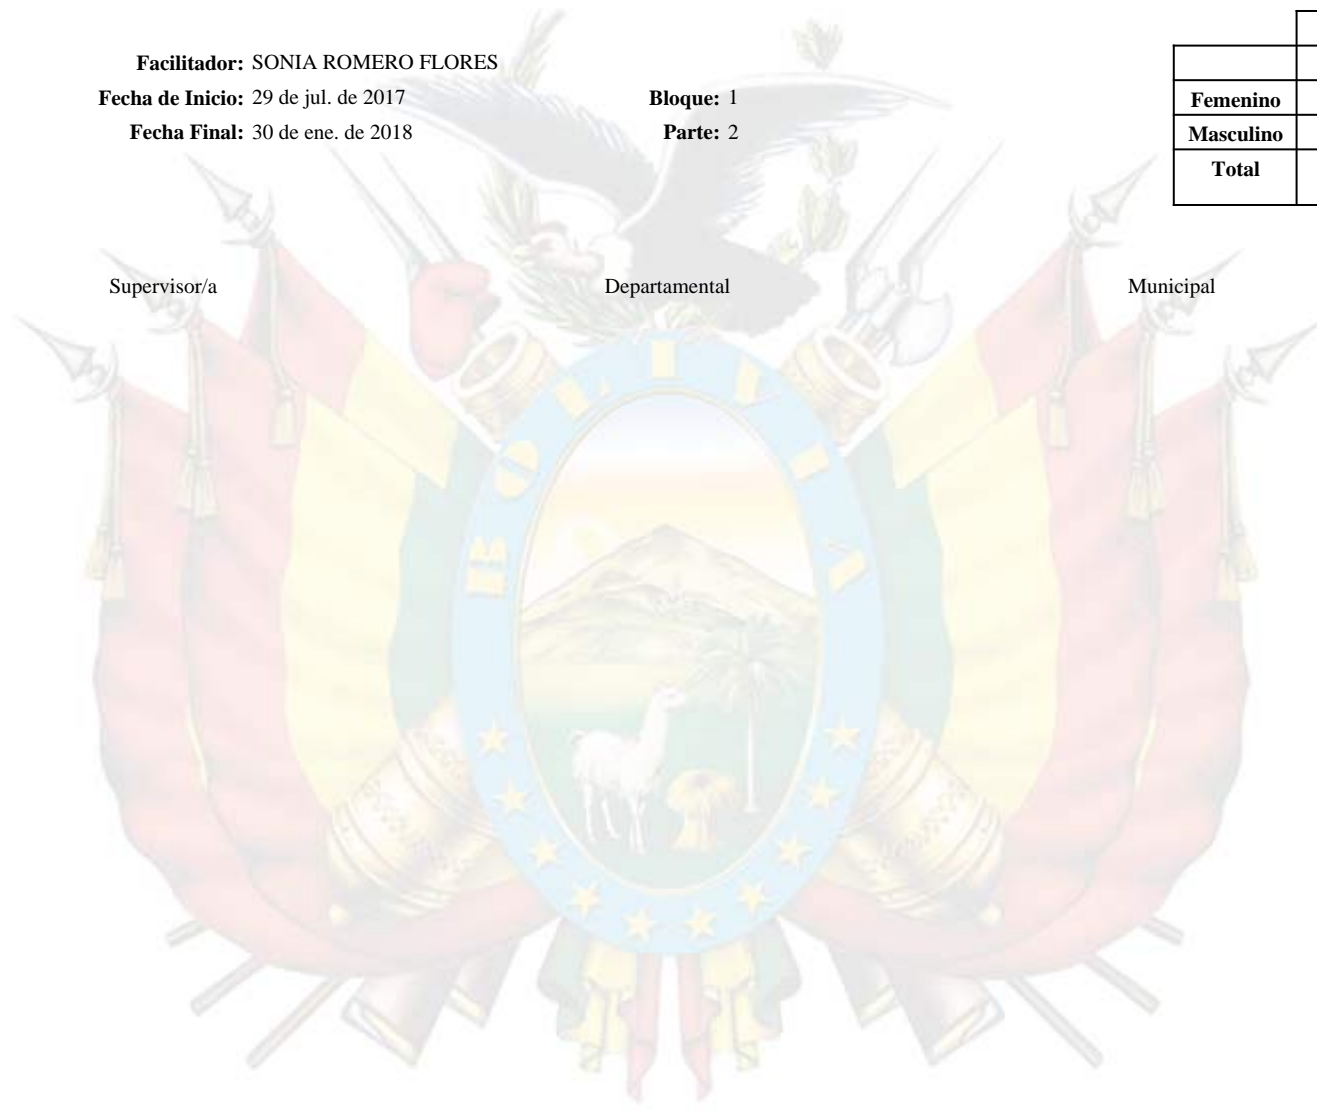 Facilitador: SONIA ROMERO FLORES
Fecha de Inicio: 29 de jul. de 2017 Bloque: 1
Femenino
Fecha Final: 30 de ene. de 2018 Parte: 2
Masculino
Total
Supervisor/a Departamental Municipal
BOLIVIA